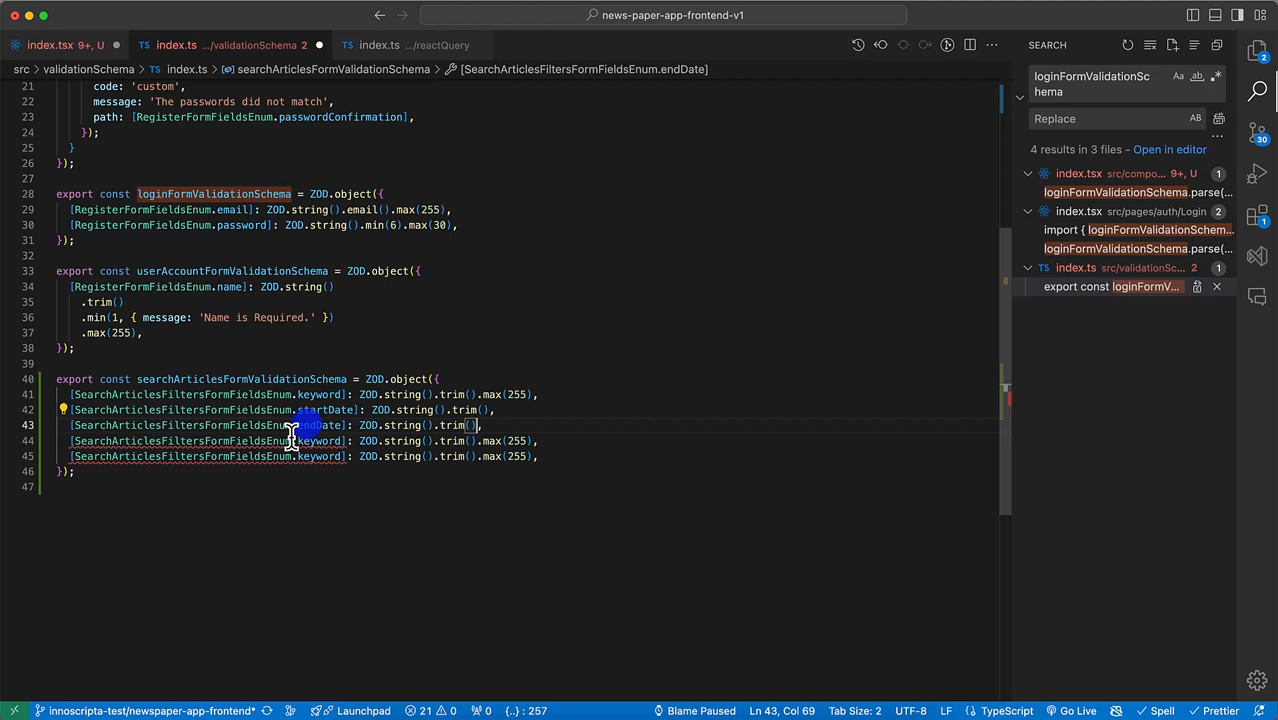 news-paper-app-frontend-v1
index.tsx 9+, U
index.ts .../validationSchema 2
index.ts .../reactQuery
src
validationSchema
index.ts
searchArticlesFormValidationSchema
[SearchArticlesFiltersFormFieldsEnum.endDate]
21 code: 'custom',
22 message: 'The passwords did not match',
23 path: [RegisterFormFieldsEnum.passwordConfirmation],
24 });
25 }
26 });
27
28 export const loginFormValidationSchema = ZOD.object({
29 [RegisterFormFieldsEnum.email]: ZOD.string().email().max(255),
30 [RegisterFormFieldsEnum.password]: ZOD.string().min(6).max(30),
31 });
32
33 export const userAccountFormValidationSchema = ZOD.object({
34 [RegisterFormFieldsEnum.name]: ZOD.string()
35 .trim()
36 .min(1, { message: 'Name is Required.' })
37 .max(255),
38 });
39
40 export const searchArticlesFormValidationSchema = ZOD.object({
41 [SearchArticlesFiltersFormFieldsEnum.keyword]: ZOD.string().trim().max(255),
42 [SearchArticlesFiltersFormFieldsEnum.startDate]: ZOD.string().trim(),
43 [SearchArticlesFiltersFormFieldsEnum.endDate]: ZOD.string().trim(),
44 [SearchArticlesFiltersFormFieldsEnum.keyword]: ZOD.string().trim().max(255),
45 [SearchArticlesFiltersFormFieldsEnum.keyword]: ZOD.string().trim().max(255),
46 });
47
SEARCH
loginFormValidationSc
hema
Aa ab
Replace
AB
4 results in 3 files - Open in editor
index.tsx src/compo... 9+, U 1
loginFormValidationSchema.parse(...
index.tsx src/pages/auth/Login 2
import { loginFormValidationSchem...
loginFormValidationSchema.parse(...
index.ts src/validationSc... 2 1
export const loginFormV...
2
30
1
innoscripta-test/newspaper-app-frontend*
Launchpad
21 0
0
{..} : 257
Blame Paused
Ln 43, Col 69
Tab Size: 2
UTF-8
LF
TypeScript
Go Live
Spell
Prettier